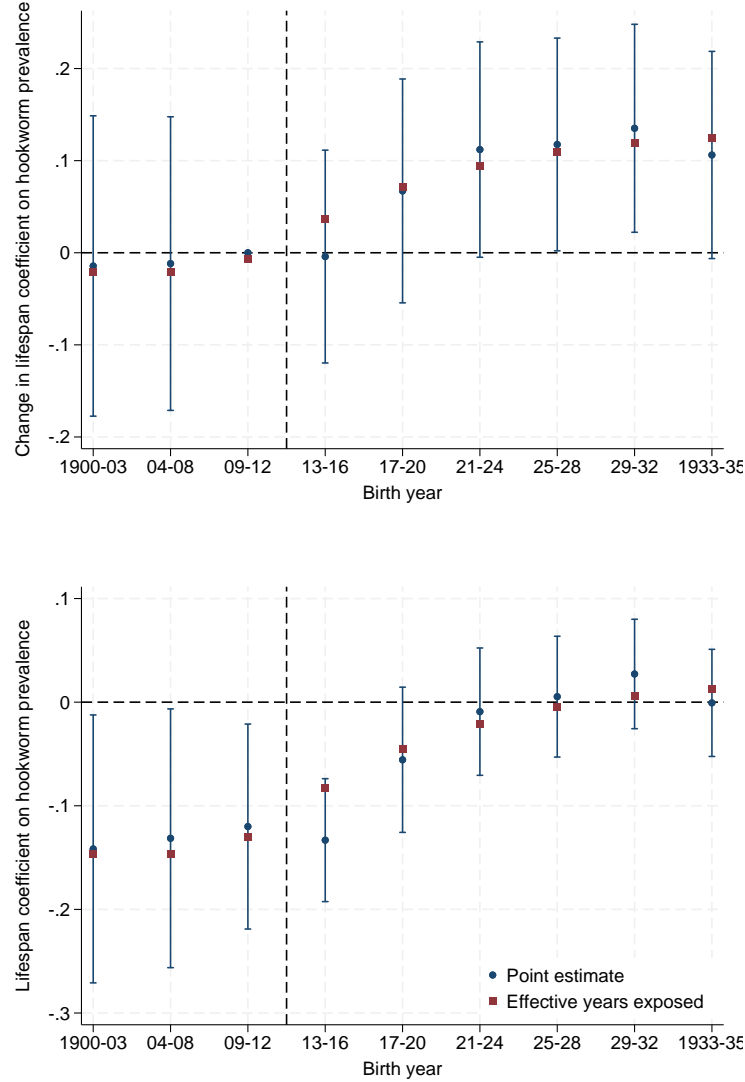 Change in lifespan coefficient on hookworm prevalence
.2
.1
0
-.1
-.2
1900-03 04-08 09-12 13-16 17-20 21-24 25-28 29-32 1933-35
Birth year
Lifespan coefficient on hookworm prevalence
.1
0
-.1
-.2
-.3
Point estimate
Effective years exposed
1900-03 04-08 09-12 13-16 17-20 21-24 25-28 29-32 1933-35
Birth year